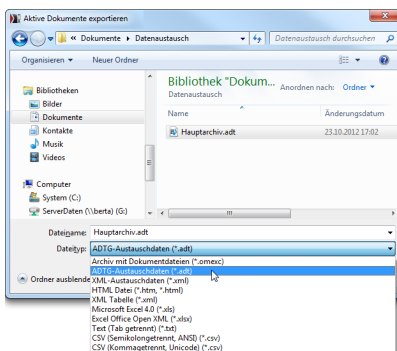 Aktive Dokumente exportieren
« Dokumente ▸ Datenaustausch
Datenaustausch durchsuchen
Organisieren
Neuer Ordner
Bibliotheken
Bilder
Dokumente
Kontakte
Musik
Videos
Computer
System (C:)
ServerDaten (\\berta) (G:)
Bibliothek "Dokum...
Datenaustausch
Anordnen nach: Ordner
Name
Änderungsdatum
Hauptarchiv.adt
23.10.2012 17:02
Dateiname: Hauptarchiv.adt
Dateityp: ADTG-Austauschdaten (*.adt)
Archiv mit Dokumentdateien (*.omexc)
ADTG-Austauschdaten (*.adt)
XML-Austauschdaten (*.xml)
HTML Datei (*.htm, *.html)
XML Tabelle (*.xml)
Microsoft Excel 4.0 (*.xls)
Excel Office Open XML (*.xlsx)
Text (Tab getrennt) (*.txt)
CSV (Semikolongetrennt, ANSI) (*.csv)
CSV (Kommagetrennt, Unicode) (*.csv)
Ordner ausblende